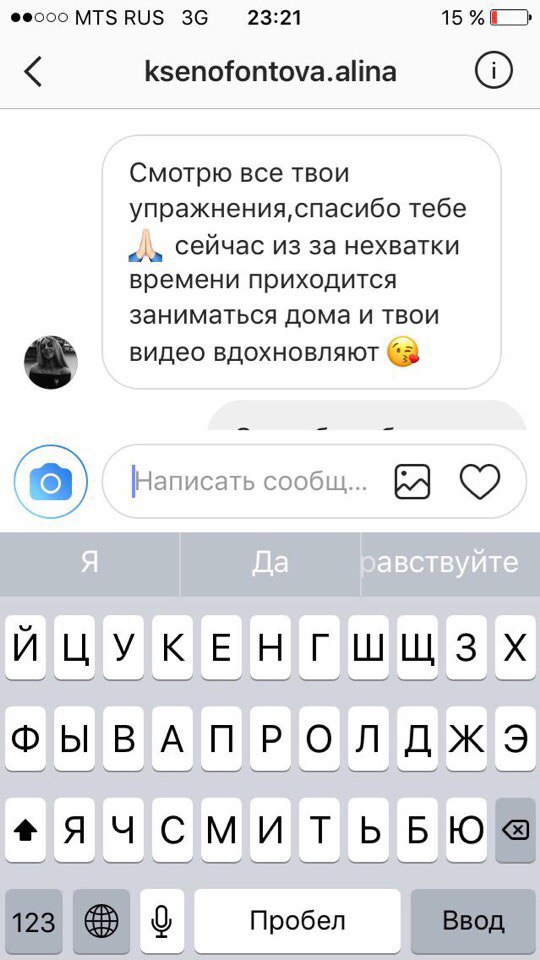 MTS RUS 3G 23:21 15 %
ksenofontova.alina
Смотрю все твои
упражнения,спасибо тебе
🙏🏻 сейчас из за нехватки
времени приходится
заниматься дома и твои
видео вдохновляют 😘
Написать сообщ...
Я Да равствуйте
Й Ц У К Е Н Г Ш Щ З Х
Ф Ы В А П Р О Л Д Ж Э
Я Ч С М И Т Ь Б Ю
123 Пробел Ввод